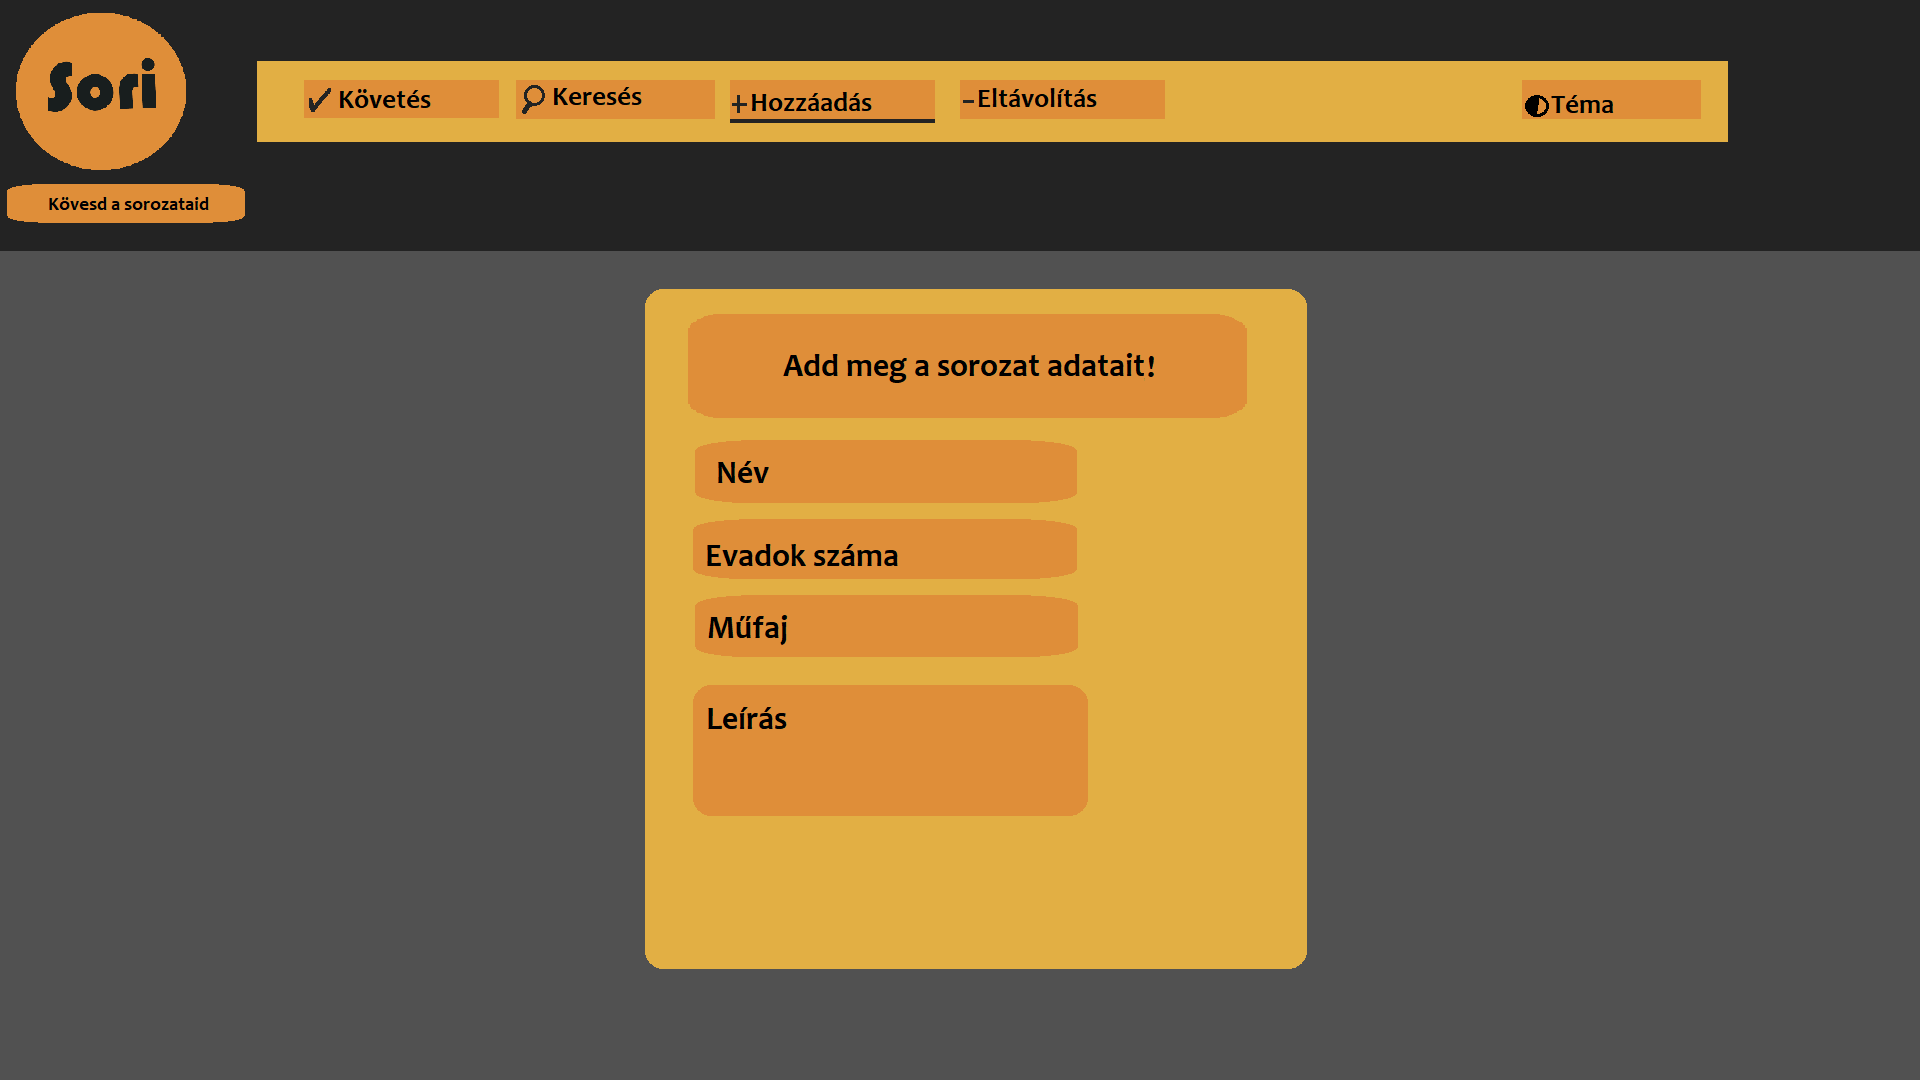 Sori
Követés
Keresés
+Hozzáadás
-Eltávolítás
Téma
Kövesd a sorozataid
Add meg a sorozat adatait!
Név
Evadok száma
Műfaj
Leírás